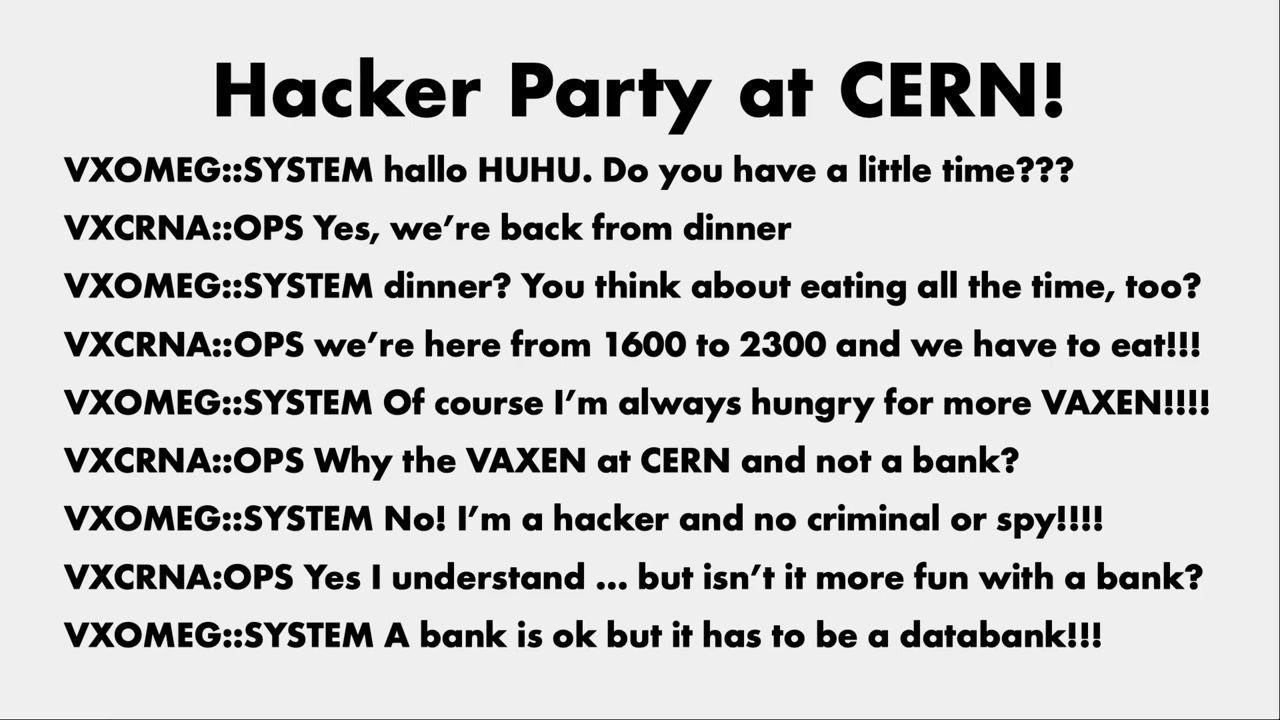 Hacker Party at CERN!
VXOMEG::SYSTEM hallo HUHU. Do you have a little time???
VXCRNA::OPS Yes, we’re back from dinner
VXOMEG::SYSTEM dinner? You think about eating all the time, too?
VXCRNA::OPS we’re here from 1600 to 2300 and we have to eat!!!
VXOMEG::SYSTEM Of course I’m always hungry for more VAXEN!!!!
VXCRNA::OPS Why the VAXEN at CERN and not a bank?
VXOMEG::SYSTEM No! I’m a hacker and no criminal or spy!!!!
VXCRNA:OPS Yes I understand ... but isn’t it more fun with a bank?
VXOMEG::SYSTEM A bank is ok but it has to be a databank!!!